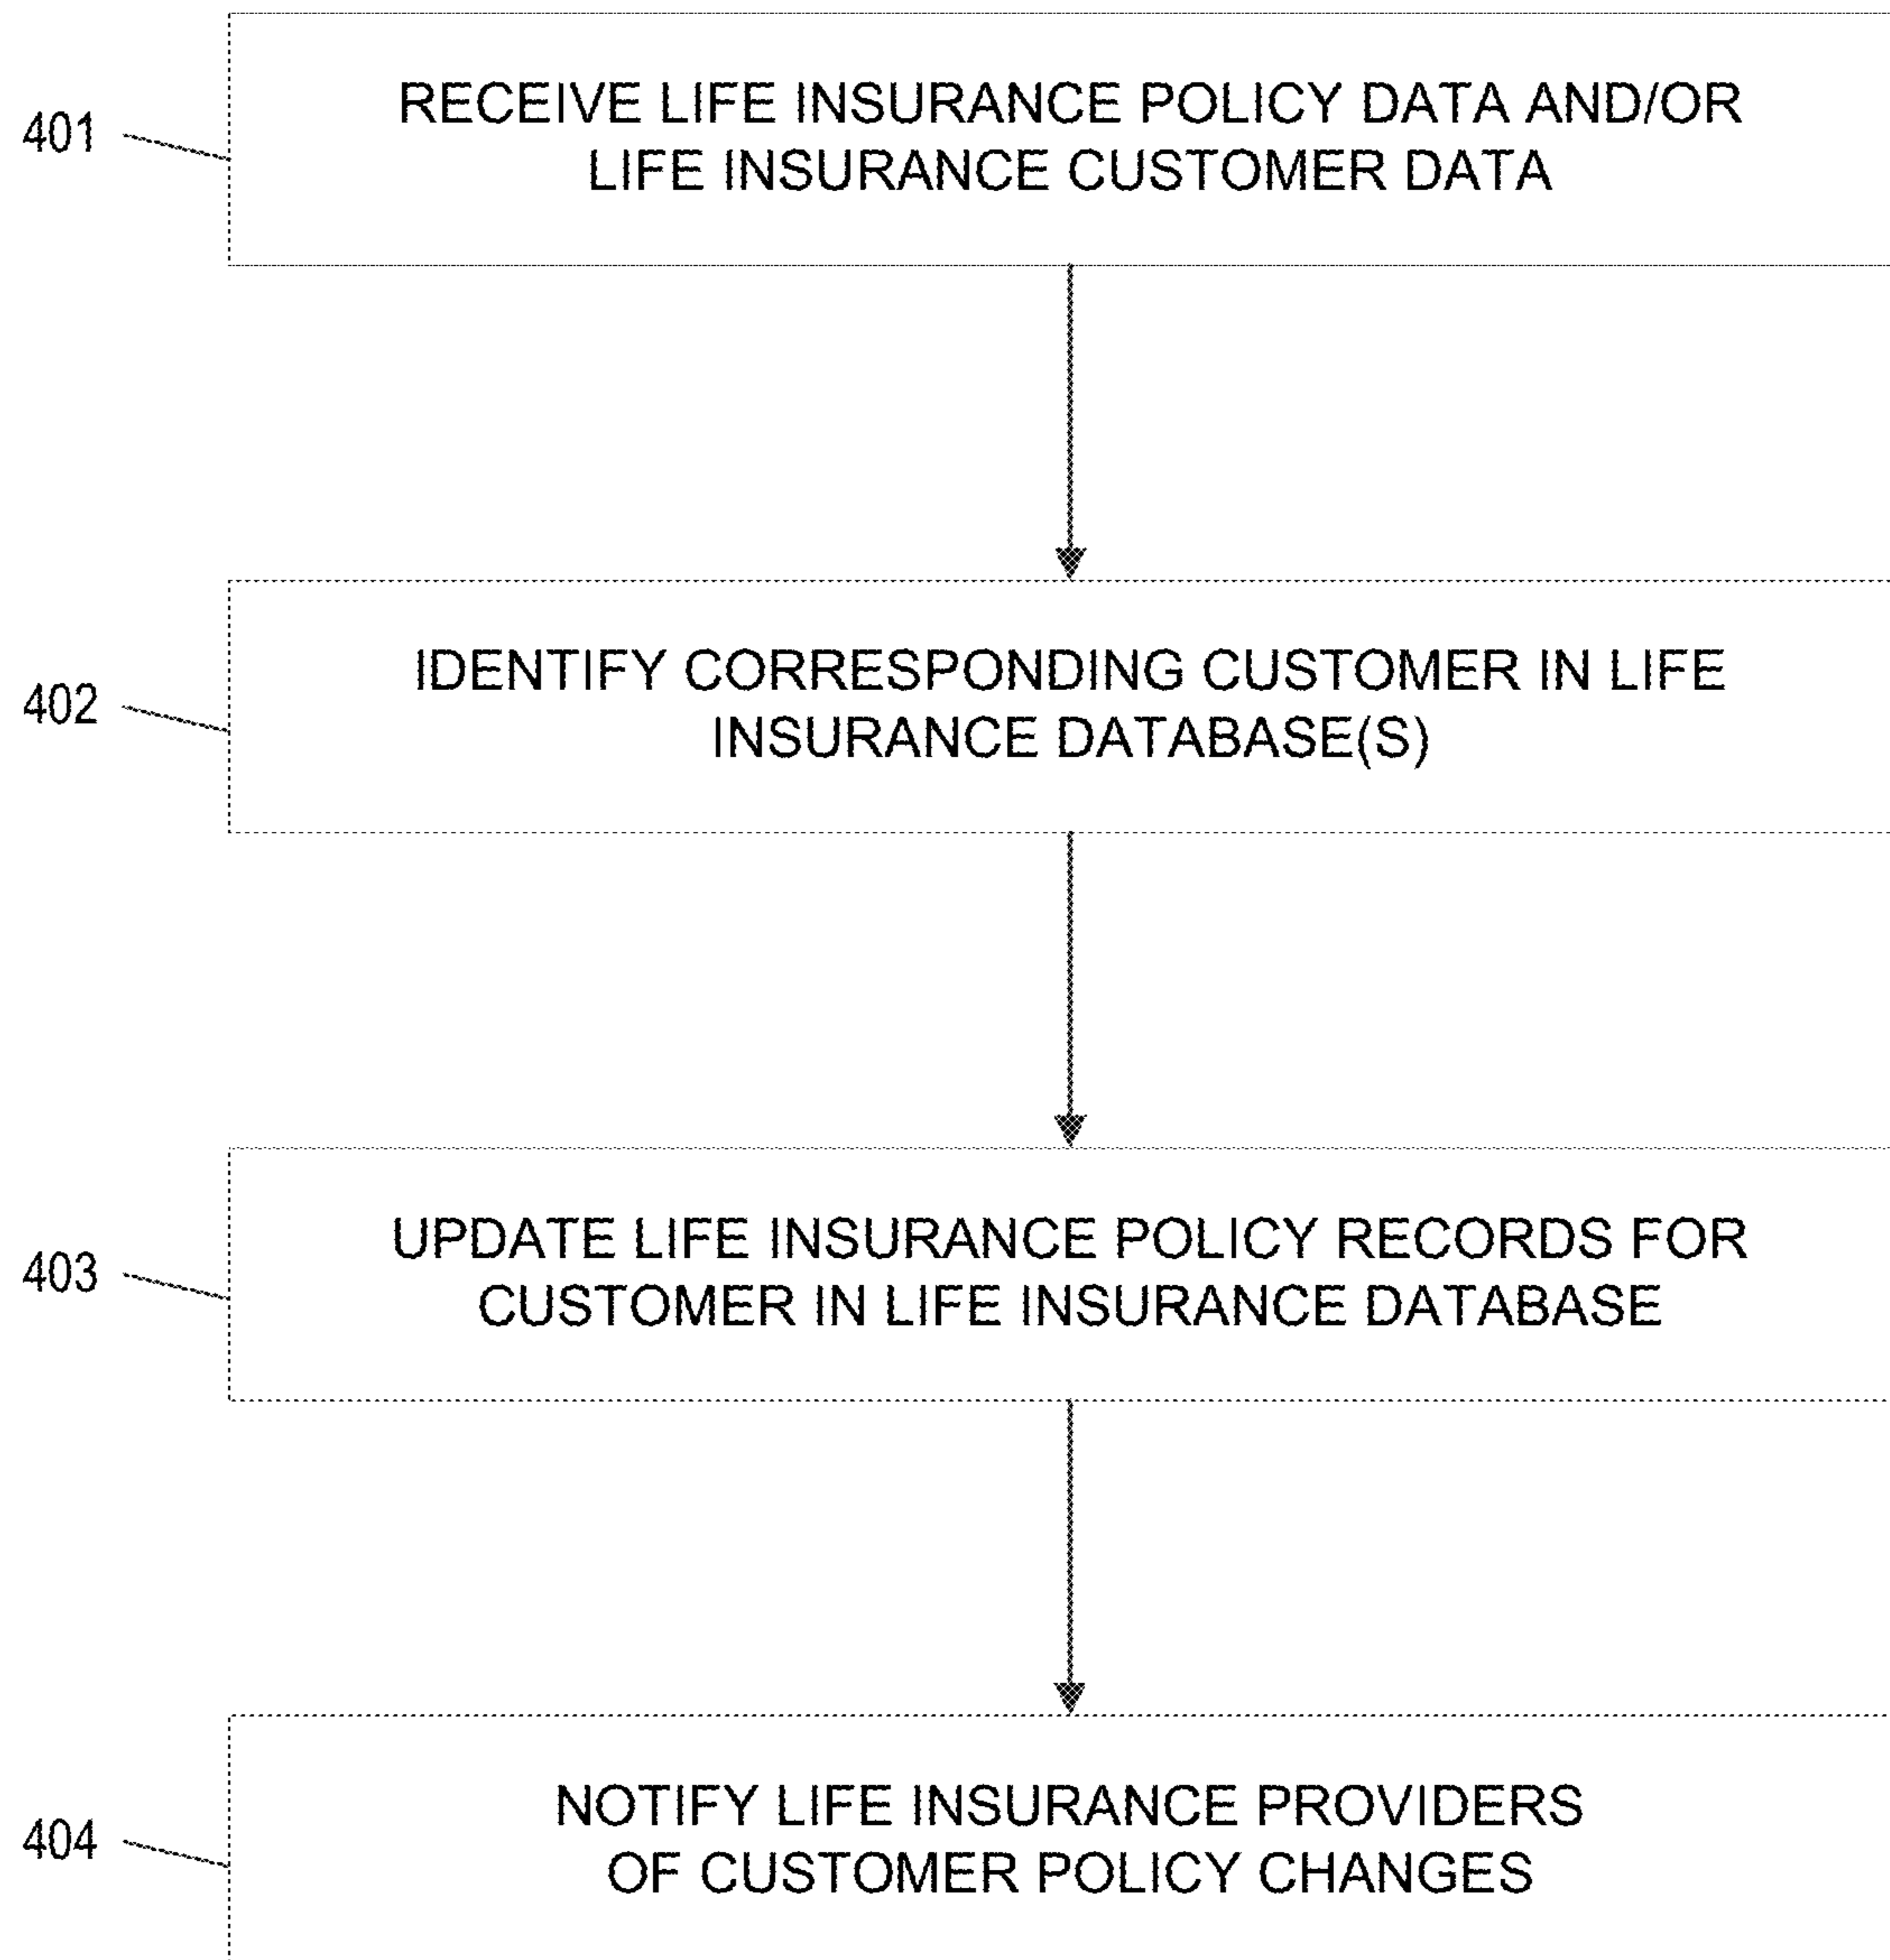 401
RECEIVE LIFE INSURANCE POLICY DATA AND/OR
LIFE INSURANCE CUSTOMER DATA
402
IDENTIFY CORRESPONDING CUSTOMER IN LIFE
INSURANCE DATABASE(S)
403
UPDATE LIFE INSURANCE POLICY RECORDS FOR
CUSTOMER IN LIFE INSURANCE DATABASE
404
NOTIFY LIFE INSURANCE PROVIDERS
OF CUSTOMER POLICY CHANGES